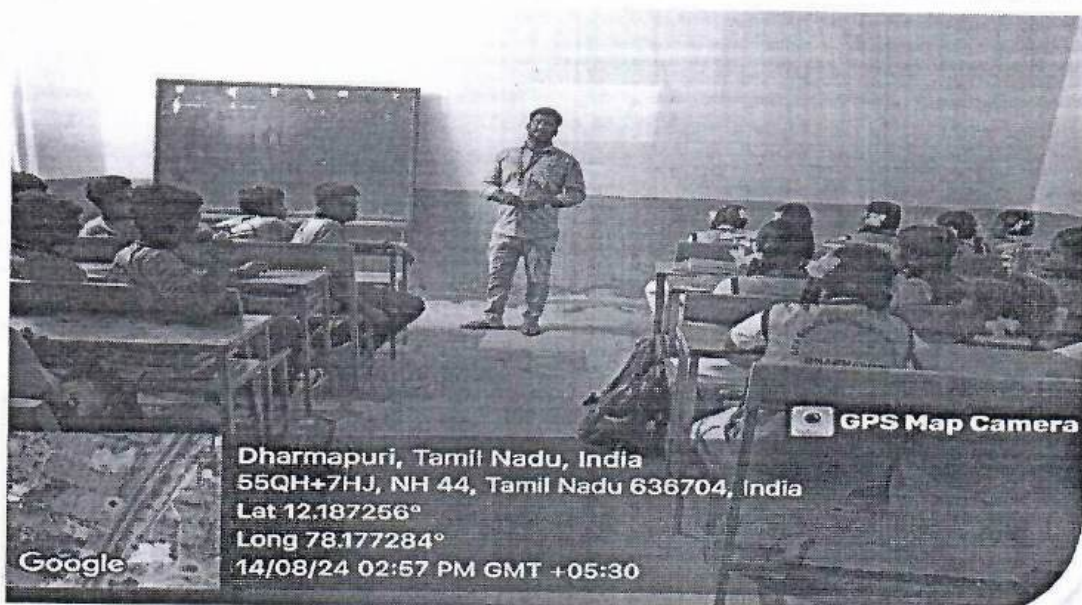 GPS Map Camera
Dharmapuri, Tamil Nadu, India
55QH+7HJ, NH 44, Tamil Nadu 636704, India
Lat 12.187256°
Long 78.177284°
14/08/24 02:57 PM GMT +05:30
Google